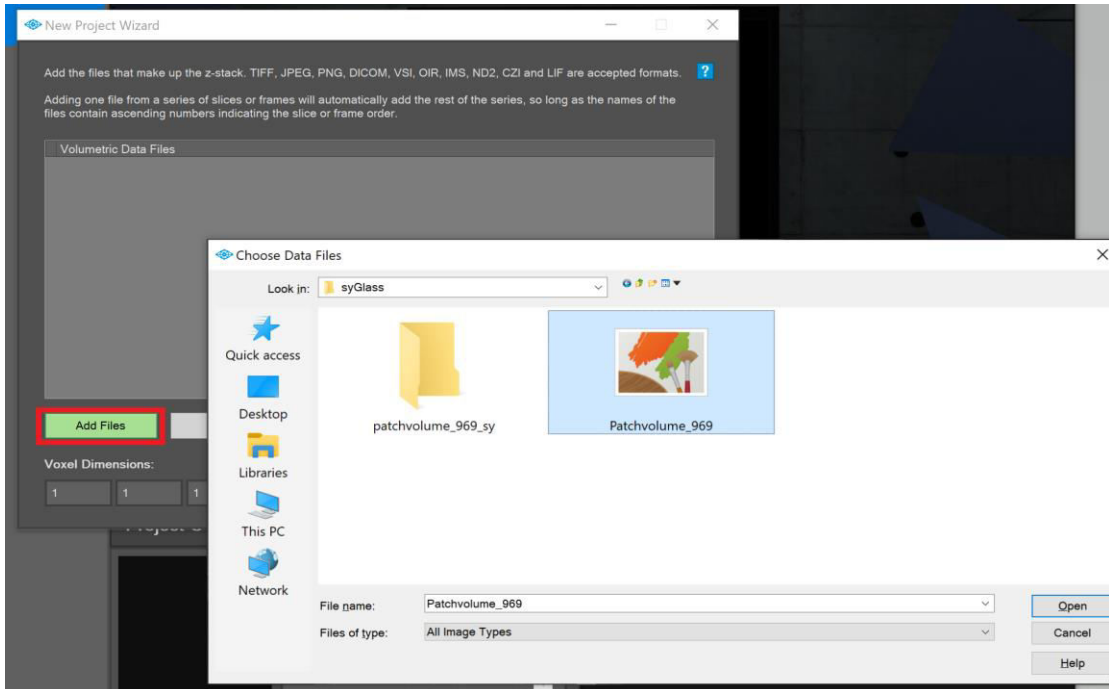 New Project Wizard
Add the files that make up the z-stack. TIFF, JPEG, PNG, DICOM, VSI, OIR, IMS, ND2, CZI and LIF are accepted formats.
?
Adding one file from a series of slices or frames will automatically add the rest of the series, so long as the names of the
files contain ascending numbers indicating the slice or frame order.
Volumetric Data Files
Add Files
Voxel Dimensions:
1 1 1
Choose Data Files
Look in: syGlass
Quick access
Desktop
Libraries
This PC
Network
patchvolume_969_sy
Patchvolume_969
File name: Patchvolume_969
Open
Files of type: All Image Types
Cancel
Help